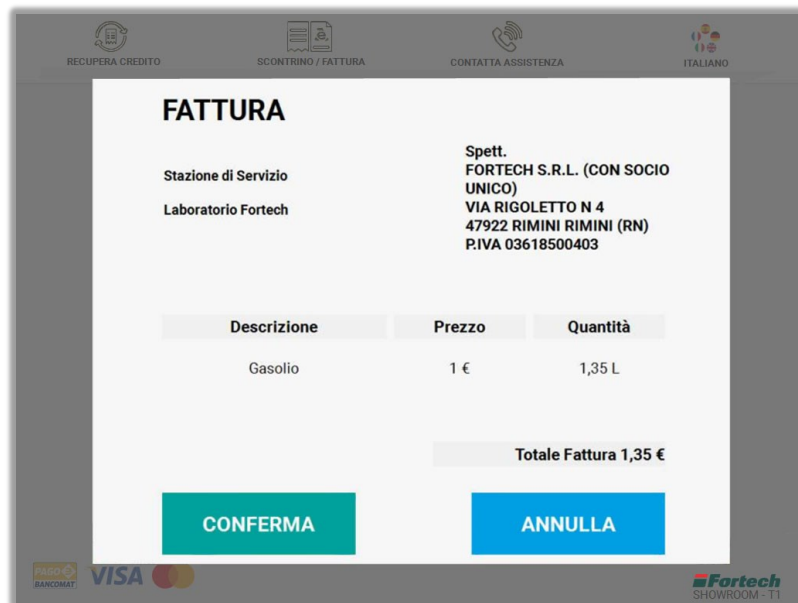 RECUPERA CREDITO
SCONTRINO / FATTURA
CONTATTA ASSISTENZA
ITALIANO
FATTURA
Stazione di Servizio
Laboratorio Fortech
Spett.
FORTECH S.R.L. (CON SOCIO
UNICO)
VIA RIGOLETTO N 4
47922 RIMINI RIMINI (RN)
P.IVA 03618500403
Descrizione Prezzo Quantità
Gasolio 1 € 1,35 L
Totale Fattura 1,35 €
CONFERMA
ANNULLA
PAGO
BANCOMAT
VISA
Fortech
SHOWROOM - T1